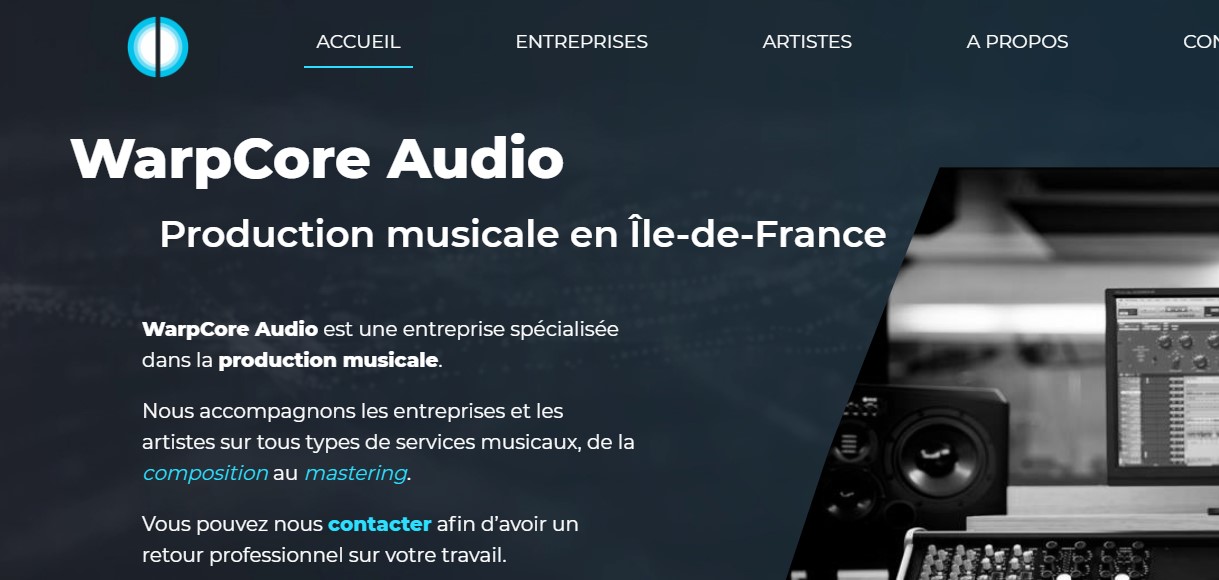 ACCUEIL ENTREPRISES ARTISTES A PROPOS
WarpCore Audio
Production musicale en Île-de-France
WarpCore Audio est une entreprise spécialisée
dans la production musicale.
Nous accompagnons les entreprises et les
artistes sur tous types de services musicaux, de la
composition au mastering.
Vous pouvez nous contacter afin d’avoir un
retour professionnel sur votre travail.